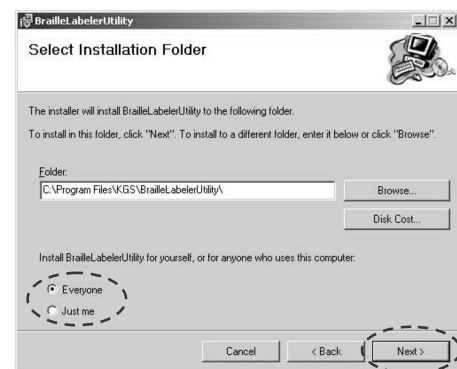 BrailleLabelerUtility
Select Installation Folder
The installer will install BrailleLabelerUtility to the following folder.
To install in this folder, click "Next". To install to a different folder, enter it below or click "Browse".
Folder:
C:\Program Files\KGS\BrailleLabelerUtility\
Browse...
Disk Cost...
Install BrailleLabelerUtility for yourself, or for anyone who uses this computer:
Everyone
Just me
Cancel
< Back
Next >